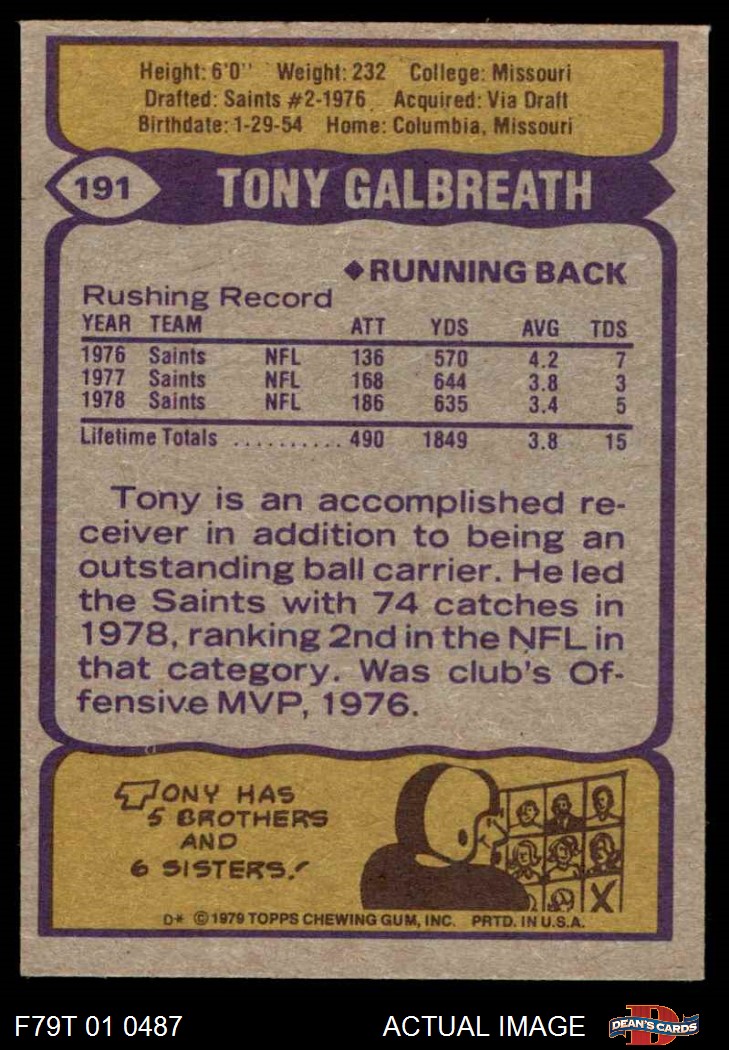 Height: 6'0" Weight: 232 College: Missouri
Drafted: Saints #2-1976 Acquired: Via Draft
Birthdate: 1-29-54 Home: Columbia, Missouri
191 TONY GALBREATH
◆RUNNING BACK
Rushing Record
YEAR TEAM ATT YDS AVG TDS
1976 Saints NFL 136 570 4.2 7
1977 Saints NFL 168 644 3.8 3
1978 Saints NFL 186 635 3.4 5
Lifetime Totals .......... 490 1849 3.8 15
Tony is an accomplished re-
ceiver in addition to being an
outstanding ball carrier. He led
the Saints with 74 catches in
1978, ranking 2nd in the NFL in
that category. Was club's Of-
fensive MVP, 1976.
TONY HAS
5 BROTHERS
AND
6 SISTERS!
X
D* © 1979 TOPPS CHEWING GUM, INC. PRTD. IN U.S.A.
F79T 01 0487 ACTUAL IMAGE D DEAN'S CARDS